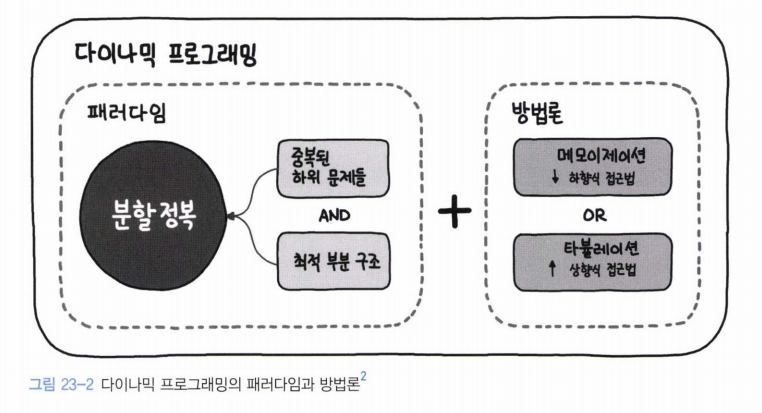 다이나믹 프로그래밍
패러다임
분할정복
중복된
하위 문제들
AND
최적 부분 구조
+
방법론
메모이제이션
↓ 하향식 접근법
OR
타뷸레이션
↑ 상향식 접근법
그림 23-2 다이나믹 프로그래밍의 패러다임과 방법론2